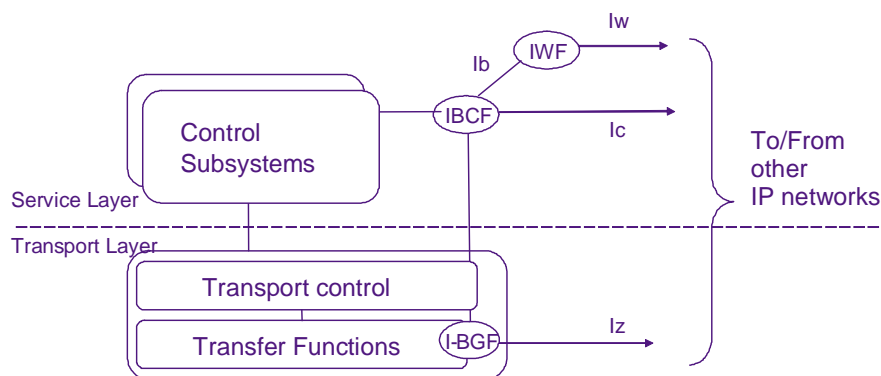 Iw
IWF
Ib
IBCF
Ic
Control
Subsystems
To/From
other
IP networks
Service Layer
Transport Layer
Transport control
Transfer Functions
I-BGF
Iz